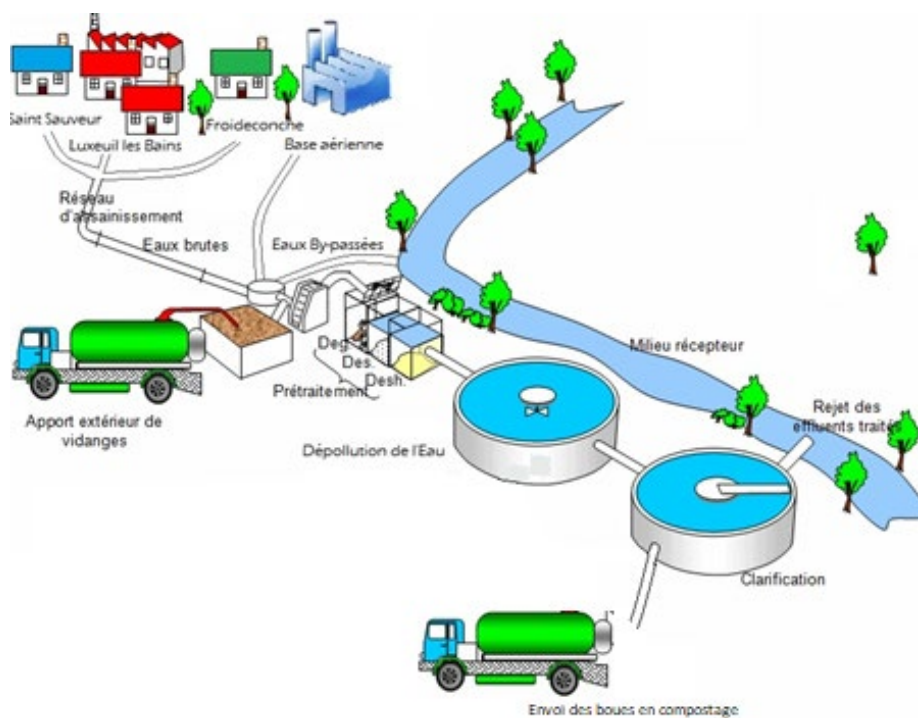 Saint Sauveur
Luxeuil les Bains
Froideconche
Base aérienne
Réseau
d'assainissement
Eaux brutes
Eaux By-passées
Deg.
Des.
Desh.
Prétraitement
Milieu récepteur
Rejet des
effluents traités
Apport extérieur de
vidanges
Dépollution de l'Eau
Clarification
Envoi des boues en compostage